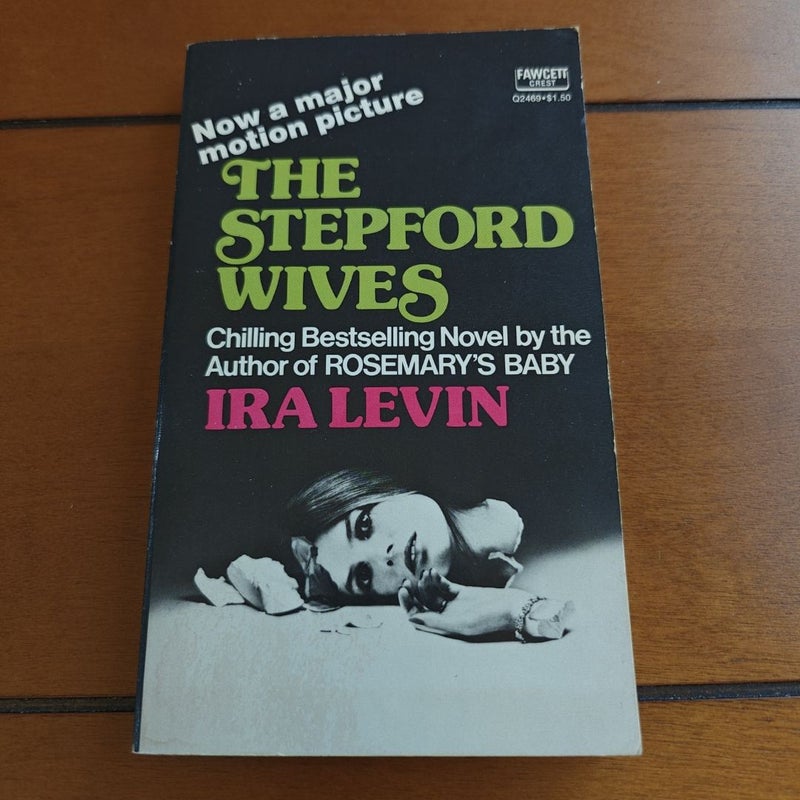 Now a major
motion picture
FAWCETT
CREST
Q2469•$1.50
THE
STEPFORD
WIVES
Chilling Bestselling Novel by the
Author of ROSEMARY'S BABY
IRA LEVIN